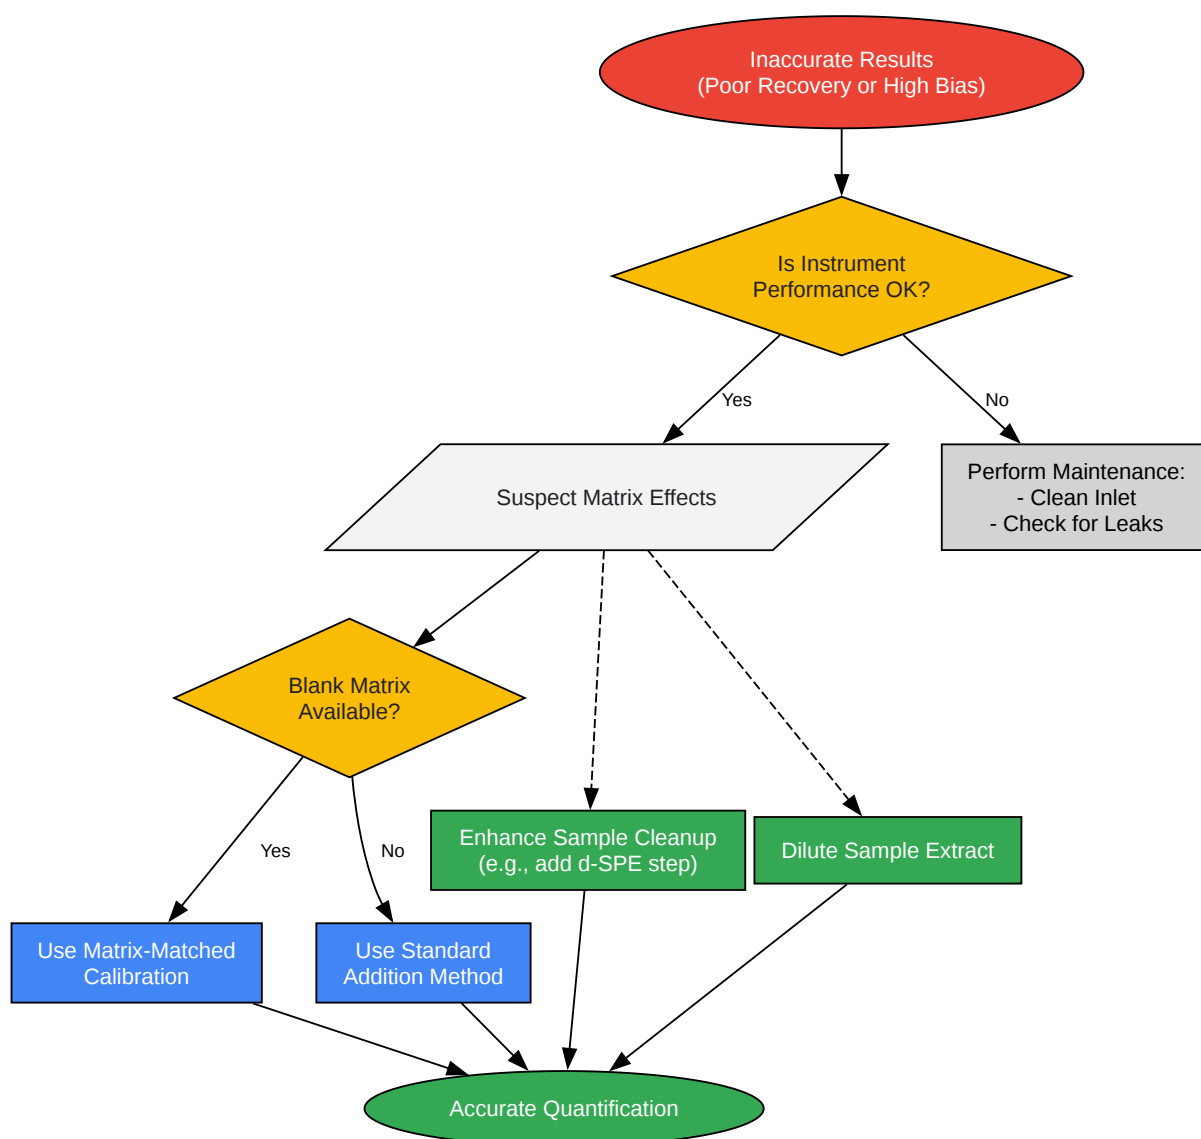 Inaccurate Results
(Poor Recovery or High Bias)
Is Instrument
Performance OK?
Yes
No
Suspect Matrix Effects
Perform Maintenance:
- Clean Inlet
- Check for Leaks
Blank Matrix
Available?
Yes
No
Enhance Sample Cleanup
(e.g., add d-SPE step)
Dilute Sample Extract
Use Matrix-Matched
Calibration
Use Standard
Addition Method
Accurate Quantification